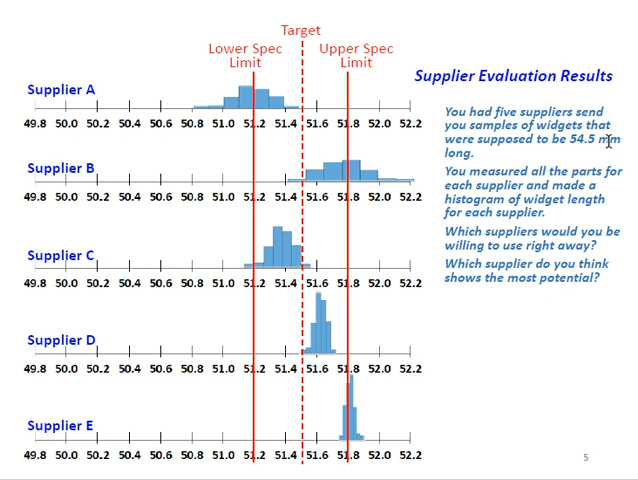 Target
Lower Spec Limit
Upper Spec Limit
Supplier Evaluation Results
Supplier A
49.8 50.0 50.2 50.4 50.6 50.8 51.0 51.2 51.4 51.6 51.8 52.0 52.2
Supplier B
49.8 50.0 50.2 50.4 50.6 50.8 51.0 51.2 51.4 51.6 51.8 52.0 52.2
Supplier C
49.8 50.0 50.2 50.4 50.6 50.8 51.0 51.2 51.4 51.6 51.8 52.0 52.2
Supplier D
49.8 50.0 50.2 50.4 50.6 50.8 51.0 51.2 51.4 51.6 51.8 52.0 52.2
Supplier E
49.8 50.0 50.2 50.4 50.6 50.8 51.0 51.2 51.4 51.6 51.8 52.0 52.2
You had five suppliers send
you samples of widgets that
were supposed to be 54.5 mm
long.
You measured all the parts for
each supplier and made a
histogram of widget length
for each supplier.
Which suppliers would you be
willing to use right away?
Which supplier do you think
shows the most potential?
5